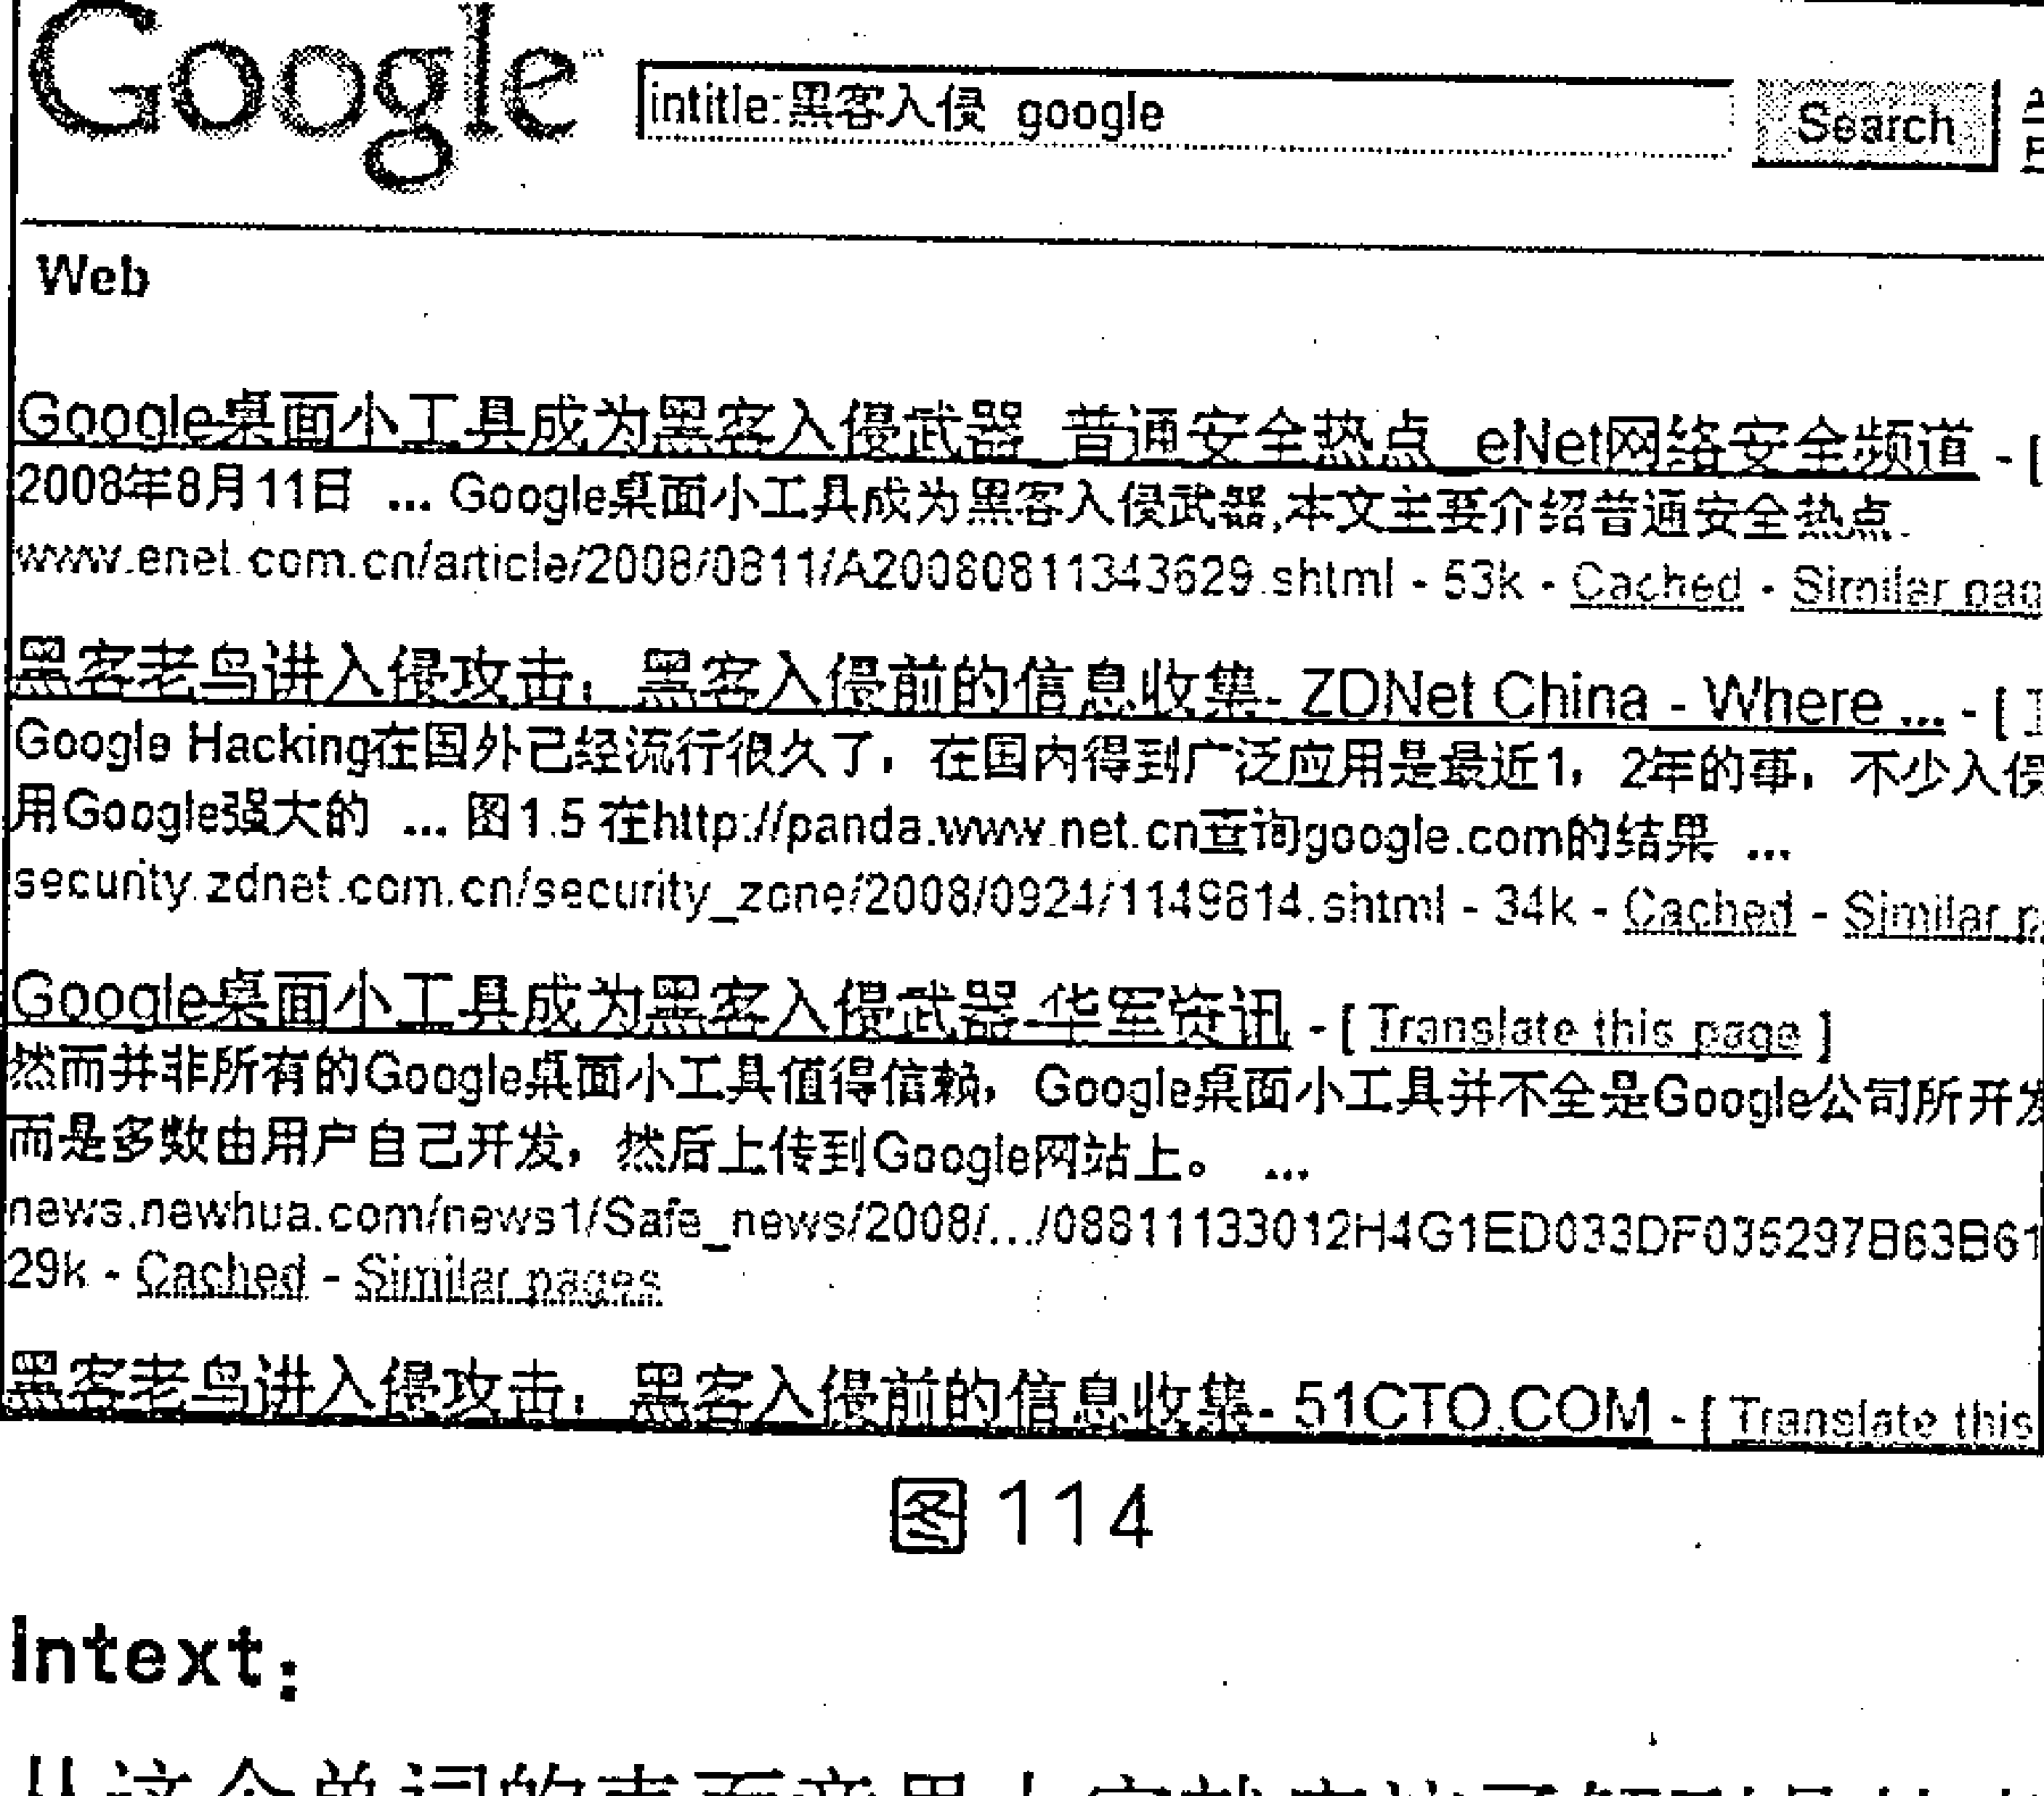 Google
intitle:黑客入侵 google Search
Web
Google桌面小工具成为黑客入侵武器_普通安全热点_eNet网络安全频道 - [
2008年8月11日 ... Google桌面小工具成为黑客入侵武器,本文主要介绍普通安全热点.
www.enet.com.cn/article/2008/0811/A20080811343629.shtml - 53k - Cached - Similar pag
黑客老鸟进入侵攻击：黑客入侵前的信息收集- ZDNet China - Where ... - [
Google Hacking在国外已经流行很久了，在国内得到广泛应用是最近1，2年的事，不少入侵
用Google强大的 ... 图1.5 在http://panda.www.net.cn查询google.com的结果 ...
security.zdnet.com.cn/security_zone/2008/0924/1149814.shtml - 34k - Cached - Similar pa
Google桌面小工具成为黑客入侵武器-华军资讯 - [ Translate this page ]
然而并非所有的Google桌面小工具值得信赖，Google桌面小工具并不全是Google公司所开发
而是多数由用户自己开发，然后上传到Google网站上。 ...
news.newhua.com/news1/Safe_news/2008/.../08811133012H4G1ED033DF036297B63B61
29k - Cached - Similar pages
黑客老鸟进入侵攻击：黑客入侵前的信息收集- 51CTO.COM - [ Translate this
图114
Intext：